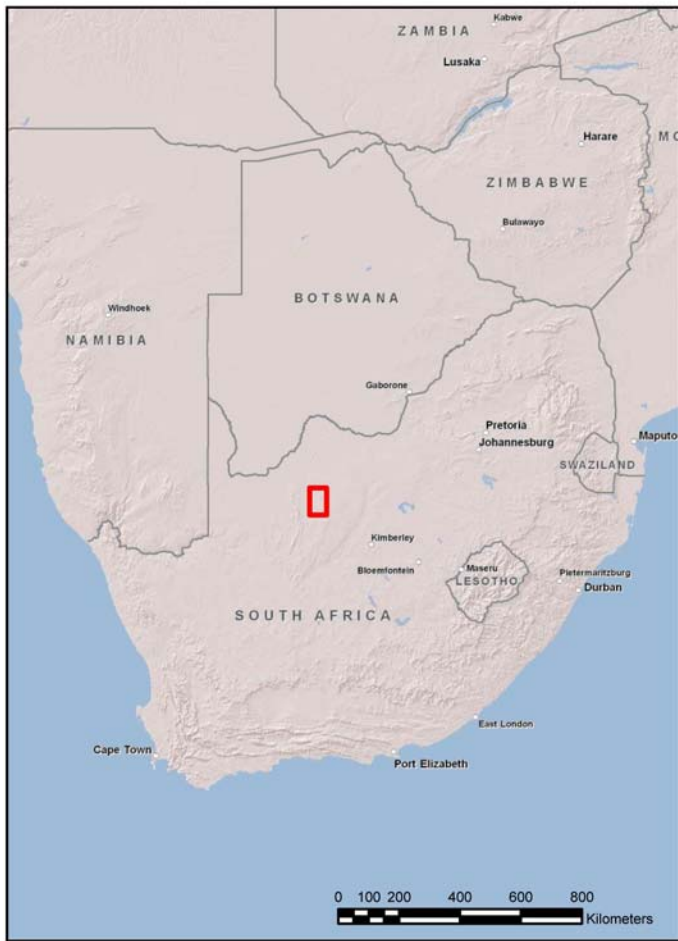 Kabwe
ZAMBIA
Lusaka
Harare
MO
ZIMBABWE
Bulawayo
BOTSWANA
Windhoek
NAMIBIA
Gaborone
Pretoria
Johannesburg
Maputo
SWAZILAND
Kimberley
Bloemfontein
Maseru
LESOTHO
Pietermaritzburg
Durban
SOUTH AFRICA
East London
Cape Town
Port Elizabeth
0 100 200 400 600 800
Kilometers